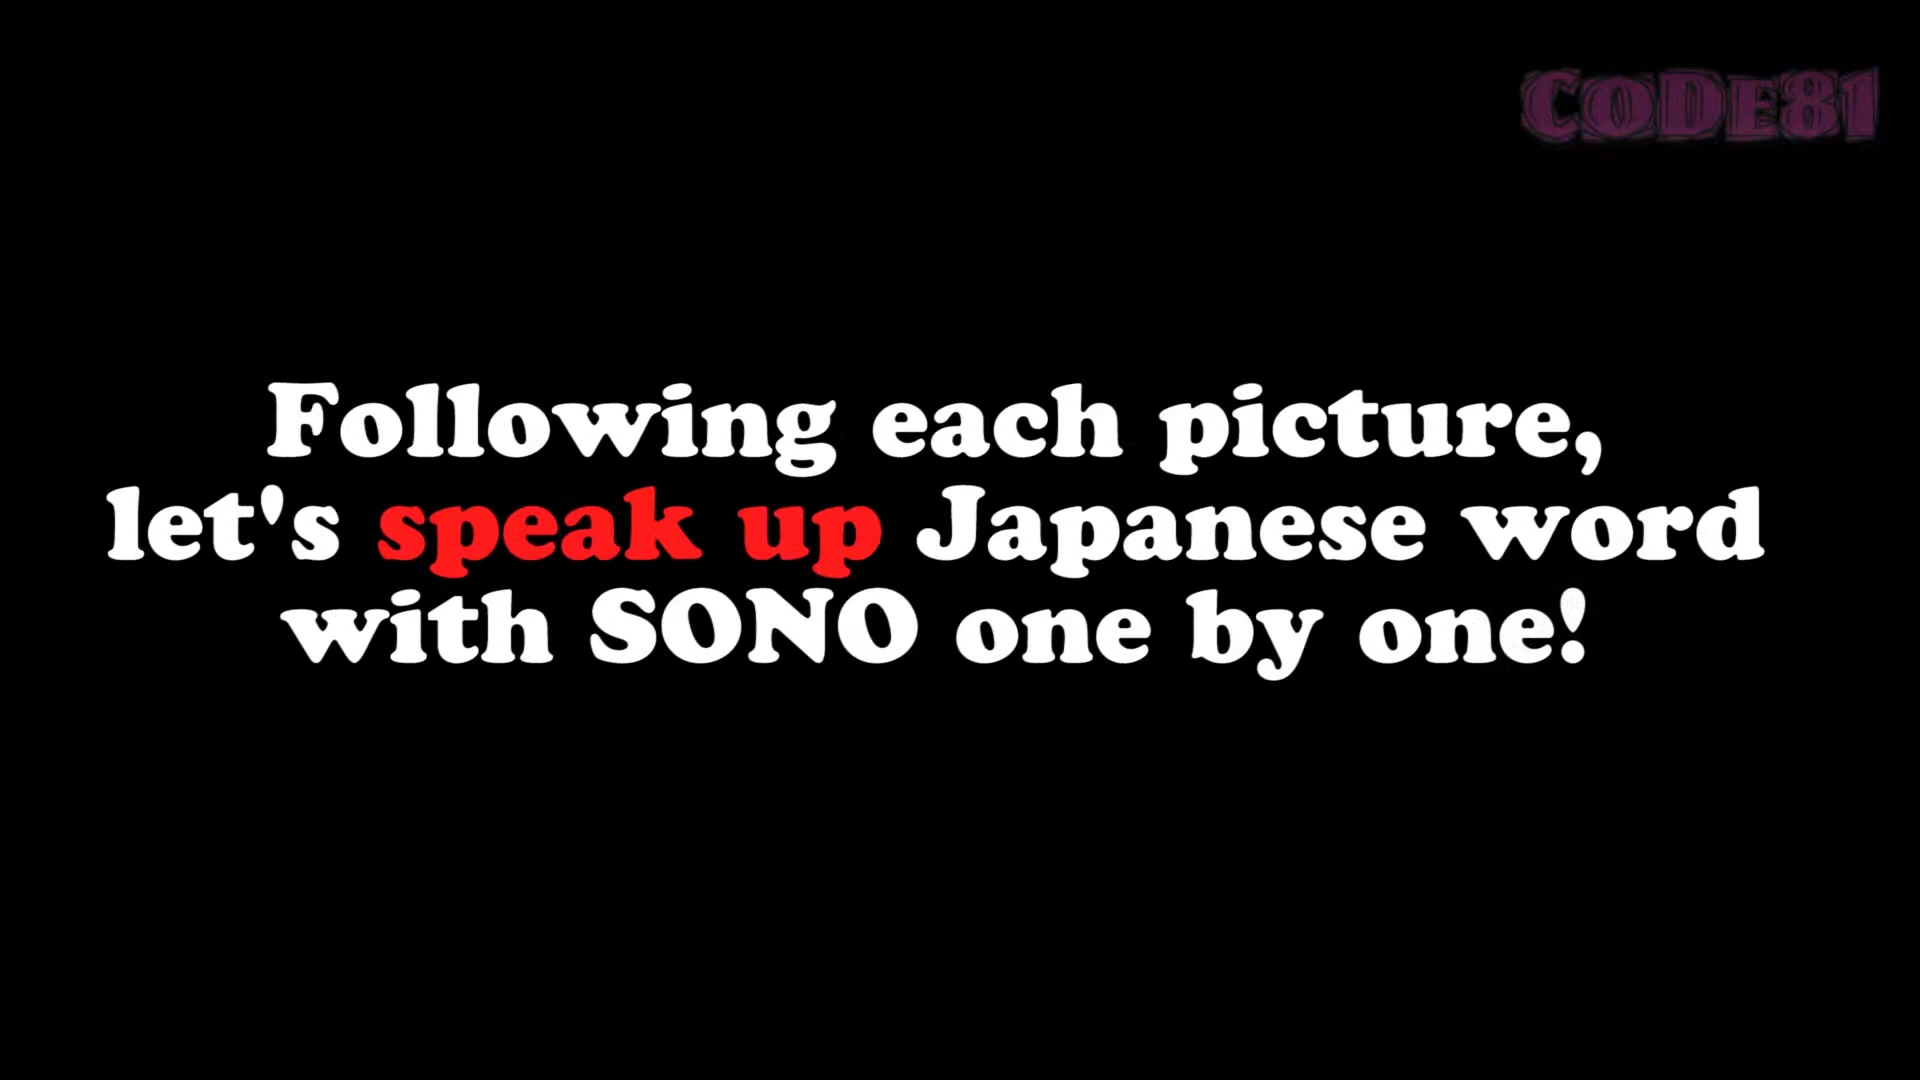 CoDe81
Following each picture,
let's speak up Japanese word
with SONO one by one!